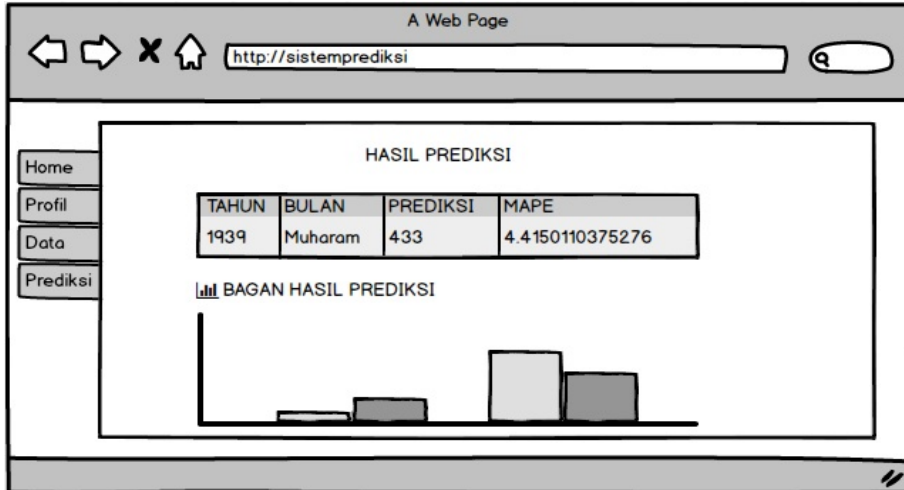 A Web Page
http://sistemprediksi
Home
Profil
Data
Prediksi
HASIL PREDIKSI
TAHUN BULAN PREDIKSI MAPE
1939 Muharam 433 4.4150110375276
BAGAN HASIL PREDIKSI